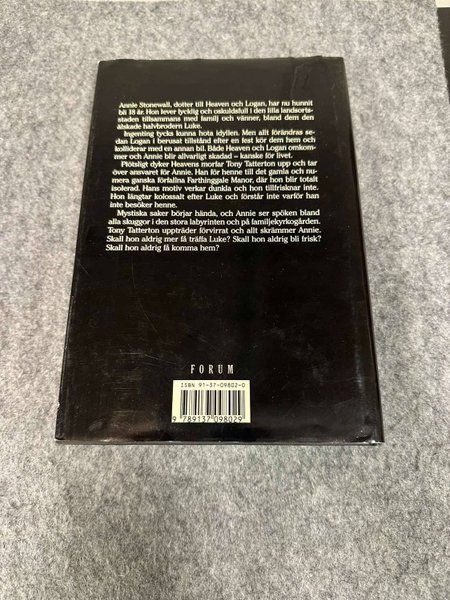 Annie Stonewall, dotter till Heaven och Logan, har nu hunnit
bli 18 år. Hon lever lycklig och oskuldsfull i den lilla landsorts-
staden tillsammans med familj och vänner, bland dem den
älskade halvbrodern Luke.
Ingenting tycks kunna hota idyllen. Men allt förändras se-
dan Logan i berusat tillstånd efter en fest kör dem hem och
kolliderar med en annan bil. Både Heaven och Logan omkom-
mer och Annie blir allvarligt skadad – kanske för livet.
Plötsligt dyker Heavens morfar Tony Tatterton upp och tar
över ansvaret för Annie. Han för henne till det gamla och nu-
mera ganska förfallna Farthinggale Manor, där hon blir totalt
isolerad. Hans motiv verkar dunkla och hon tillfrisknar inte.
Hon längtar kolossalt efter Luke och förstår inte varför han
inte besöker henne.
Mystiska saker börjar hända, och Annie ser spöken bland
alla skuggor i den stora labyrinten och på familjekyrkogården.
Tony Tatterton uppträder förvirrat och allt skrämmer Annie.
Skall hon aldrig mer få träffa Luke? Skall hon aldrig bli frisk?
Skall hon aldrig få komma hem?
FORUM
ISBN 91-37-09802-0
9 789137 098029